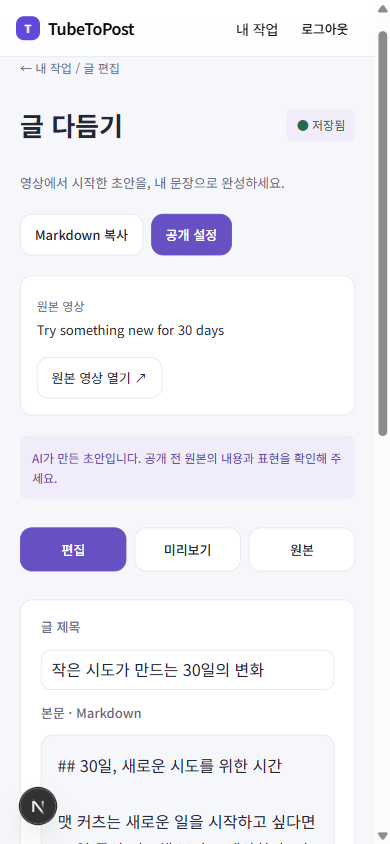 T TubeToPost 내 작업 로그아웃
← 내 작업 / 글 편집
글 다듬기
저장됨
영상에서 시작한 초안을, 내 문장으로 완성하세요.
Markdown 복사 공개 설정
원본 영상
Try something new for 30 days
원본 영상 열기 ↗
AI가 만든 초안입니다. 공개 전 원본의 내용과 표현을 확인해 주
세요.
편집 미리보기 원본
글 제목
작은 시도가 만드는 30일의 변화
본문 · Markdown
## 30일, 새로운 시도를 위한 시간
맷 커츠는 새로운 일을 시작하고 싶다면
N